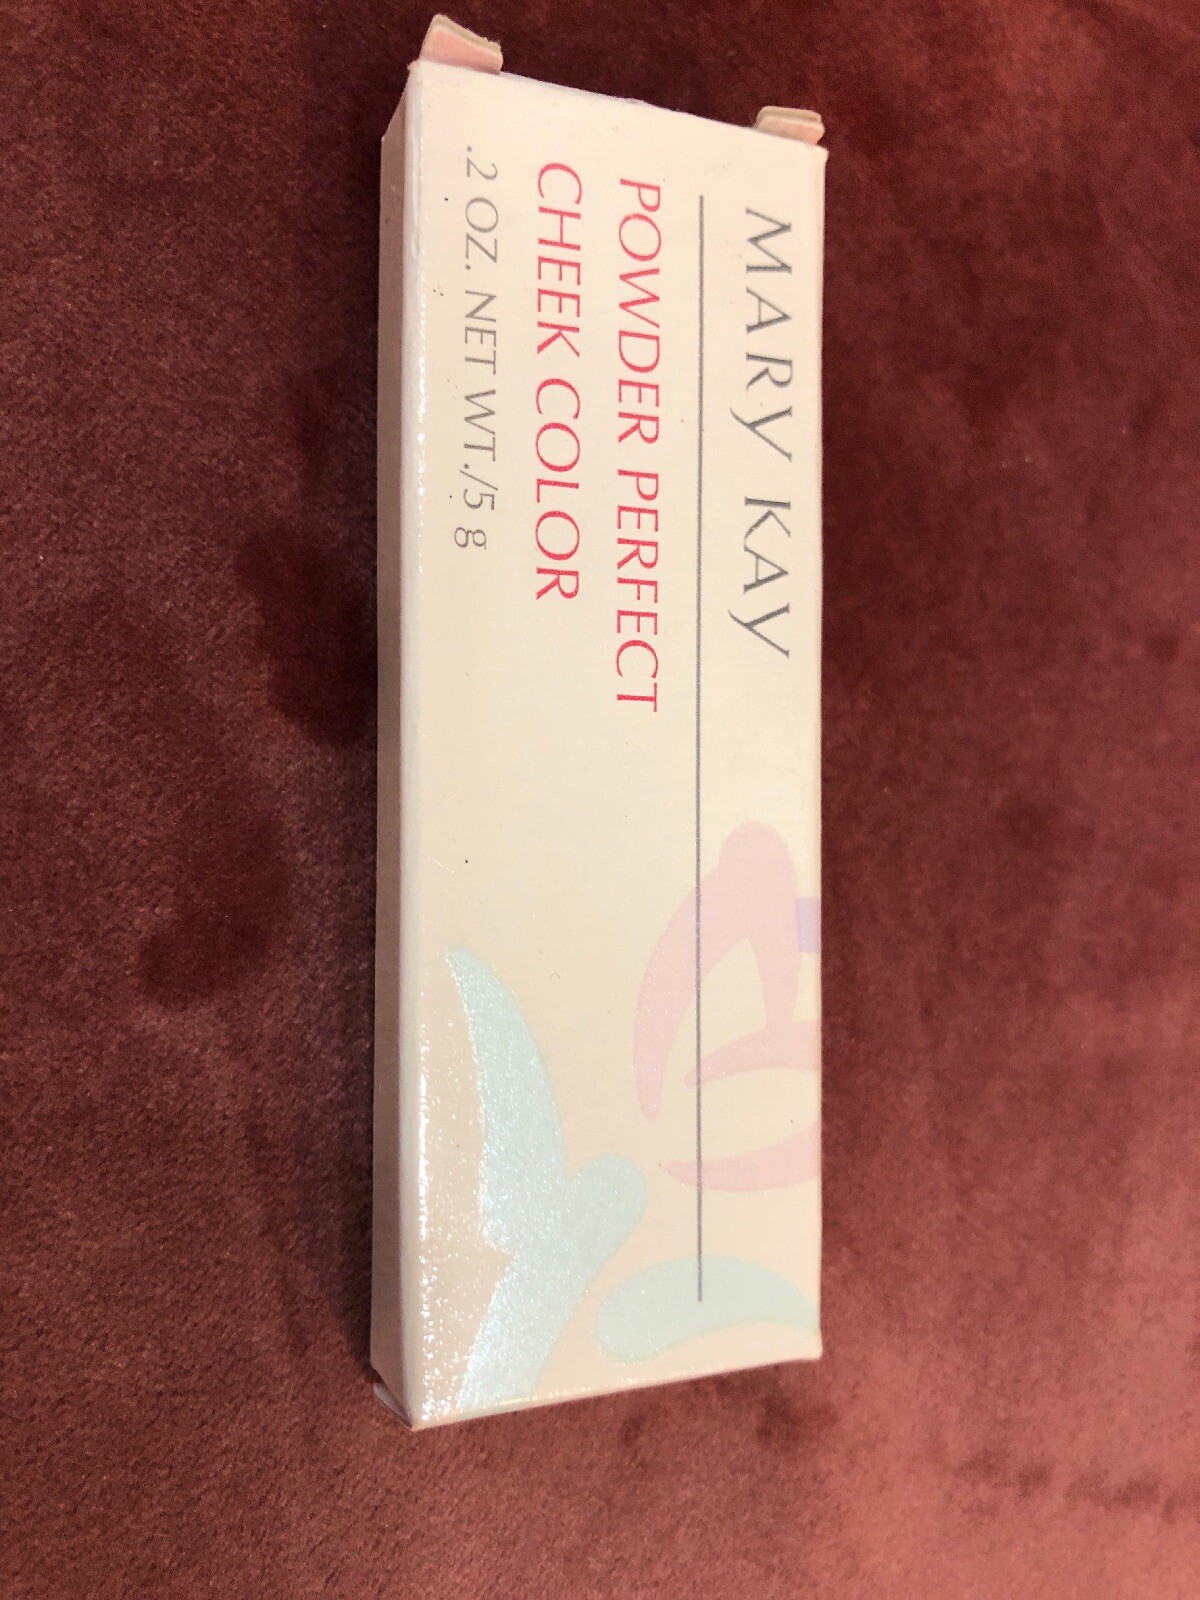 MARY KAY
POWDER PERFECT
CHEEK COLOR
.2 OZ. NET WT./5 g